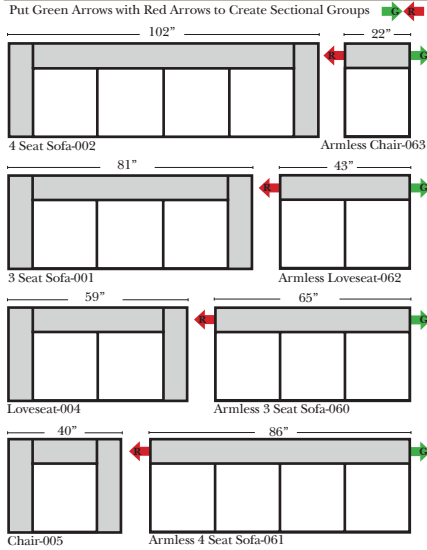 Put Green Arrows with Red Arrows to Create Sectional Groups G R
102” 22”
R G
4 Seat Sofa-002 Armless Chair-063
81” 43”
R G
3 Seat Sofa-001 Armless Loveseat-062
59” 65”
R G
Loveseat-004 Armless 3 Seat Sofa-060
40” 86”
R G
Chair-005 Armless 4 Seat Sofa-061